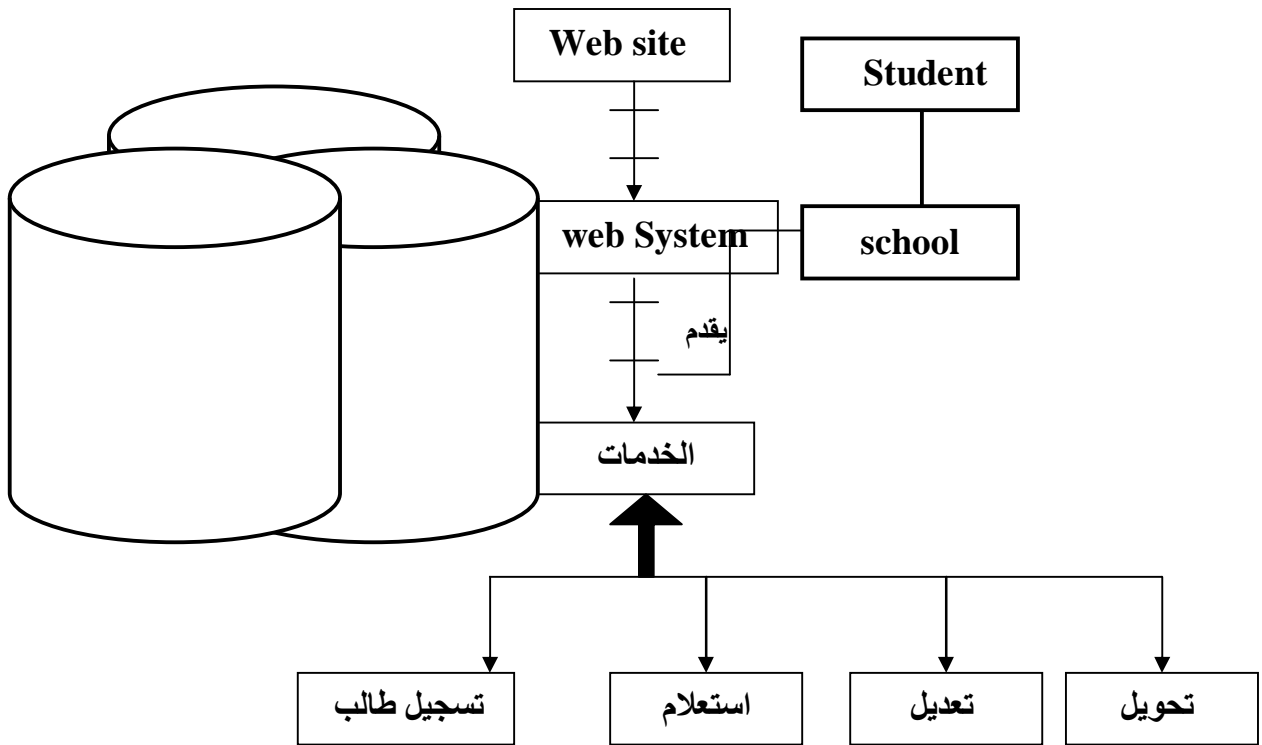 Web site
Student
web System
school
يقدم
الخدمات
تسجيل طالب
استعلام
تعديل
تحويل